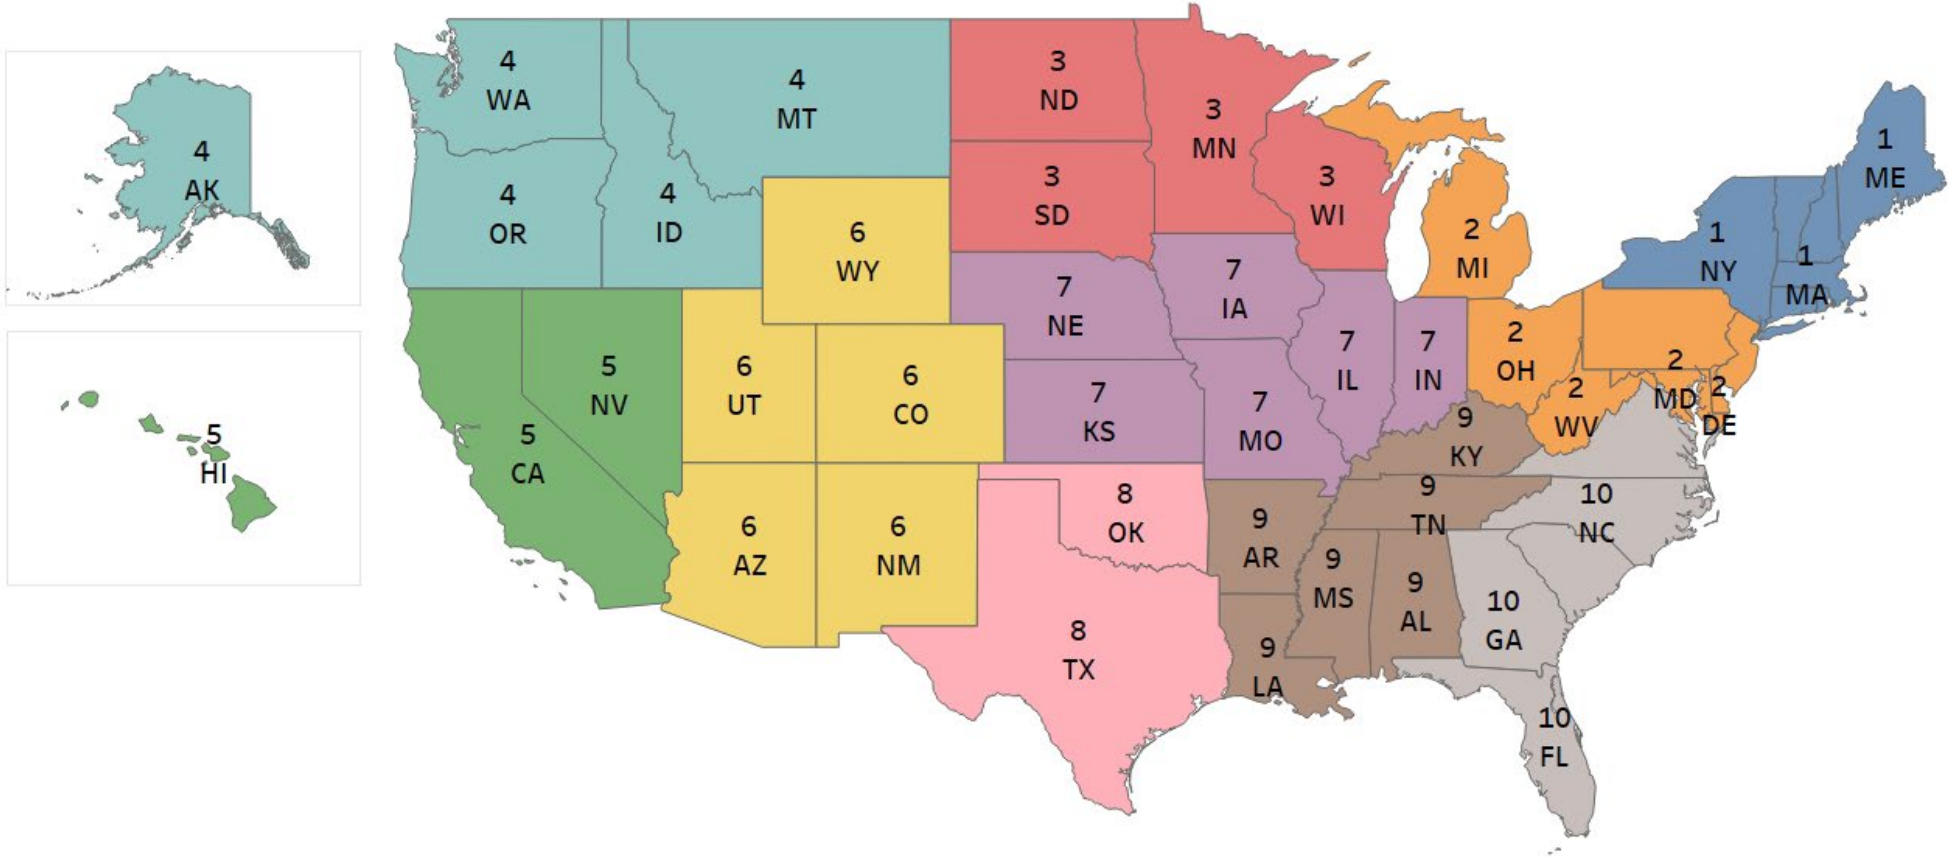 4
AK
5
HI
4
WA
4
MT
4
OR
4
ID
3
ND
3
MN
3
SD
3
WI
6
WY
2
MI
1
ME
1
NY
1
MA
5
NV
5
CA
6
UT
6
CO
7
NE
7
IA
7
KS
7
MO
7
IL
7
IN
2
OH
2
WV
2
MD
2
DE
6
AZ
6
NM
8
OK
8
TX
9
KY
9
TN
9
AR
9
MS
9
AL
9
LA
10
NC
10
GA
10
FL